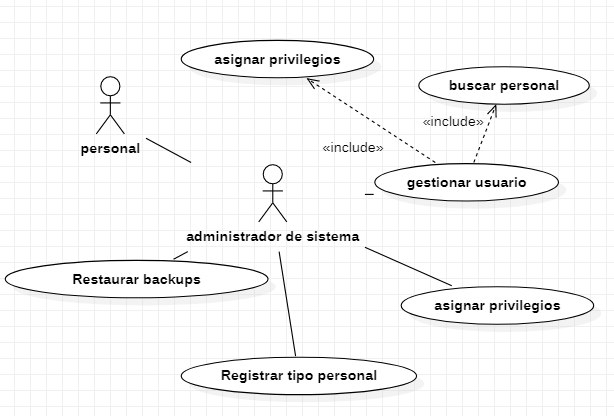 asignar privilegios
buscar personal
«include»
personal
«include»
gestionar usuario
administrador de sistema
Restaurar backups
asignar privilegios
Registrar tipo personal